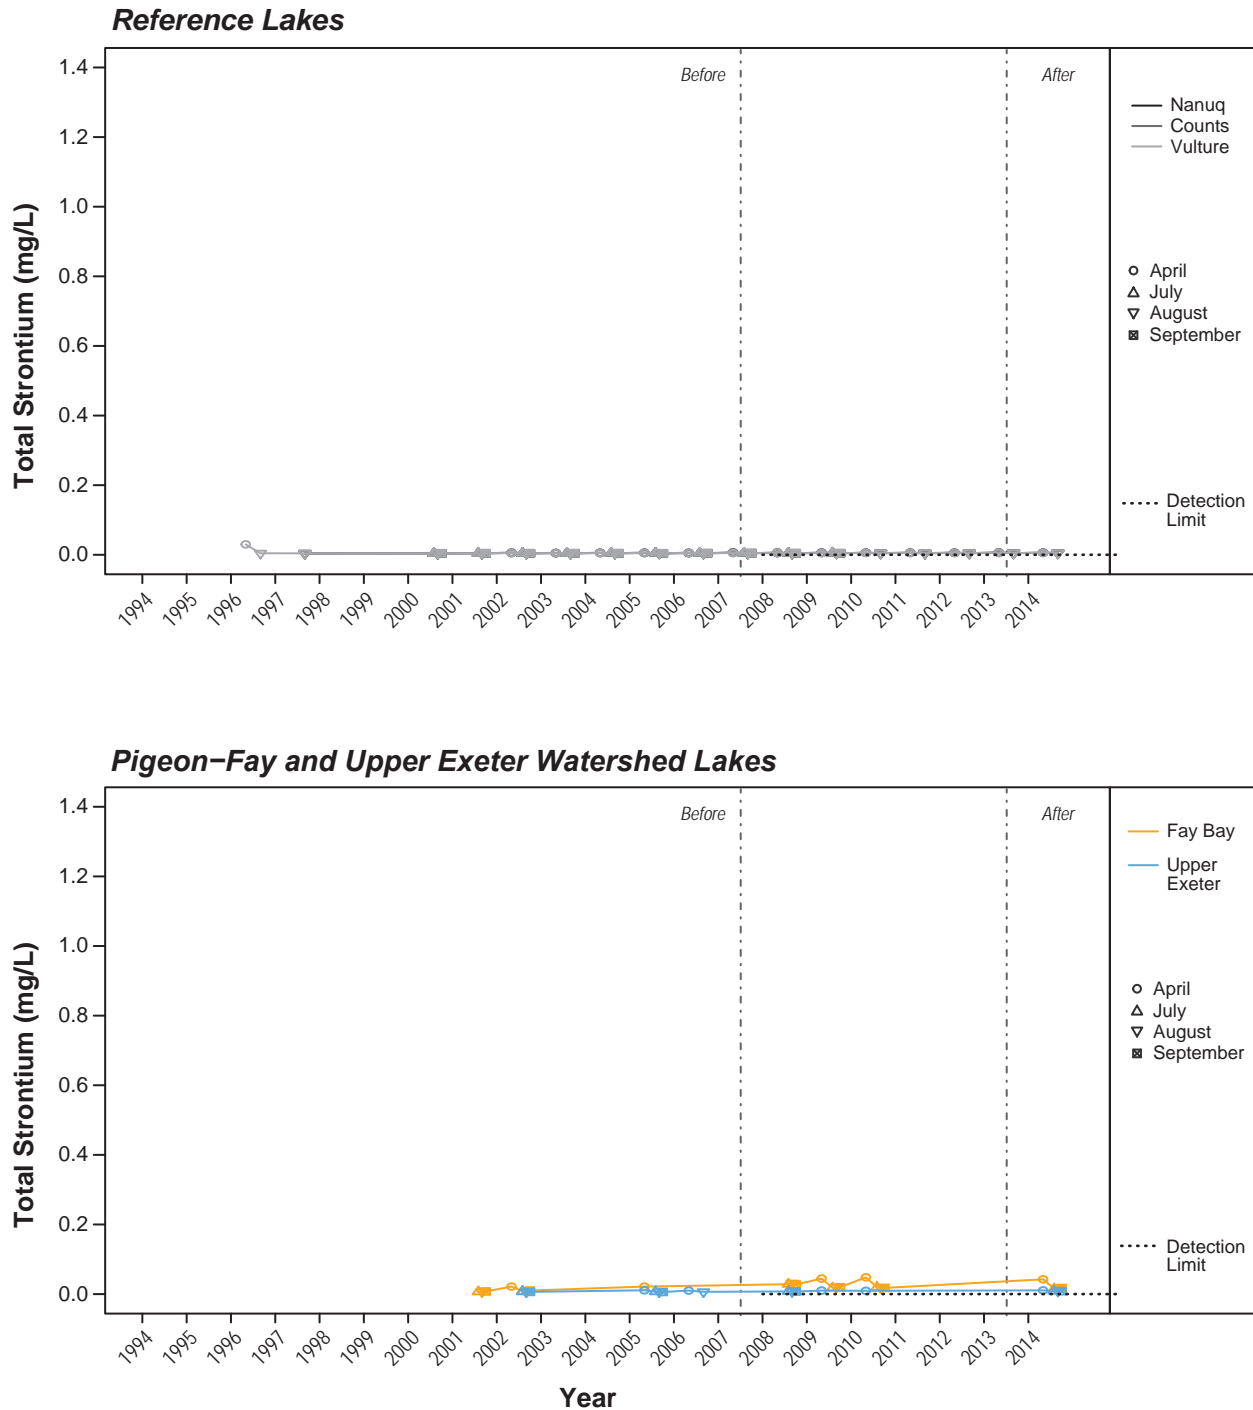 Reference Lakes
Total Strontium (mg/L)
1.4
1.2
1.0
0.8
0.6
0.4
0.2
0.0
Before
After
Nanuq
Counts
Vulture
April
July
August
September
Detection
Limit
1994 1995 1996 1997 1998 1999 2000 2001 2002 2003 2004 2005 2006 2007 2008 2009 2010 2011 2012 2013 2014
Pigeon−Fay and Upper Exeter Watershed Lakes
Total Strontium (mg/L)
1.4
1.2
1.0
0.8
0.6
0.4
0.2
0.0
Before
After
Fay Bay
Upper
Exeter
April
July
August
September
Detection
Limit
1994 1995 1996 1997 1998 1999 2000 2001 2002 2003 2004 2005 2006 2007 2008 2009 2010 2011 2012 2013 2014
Year